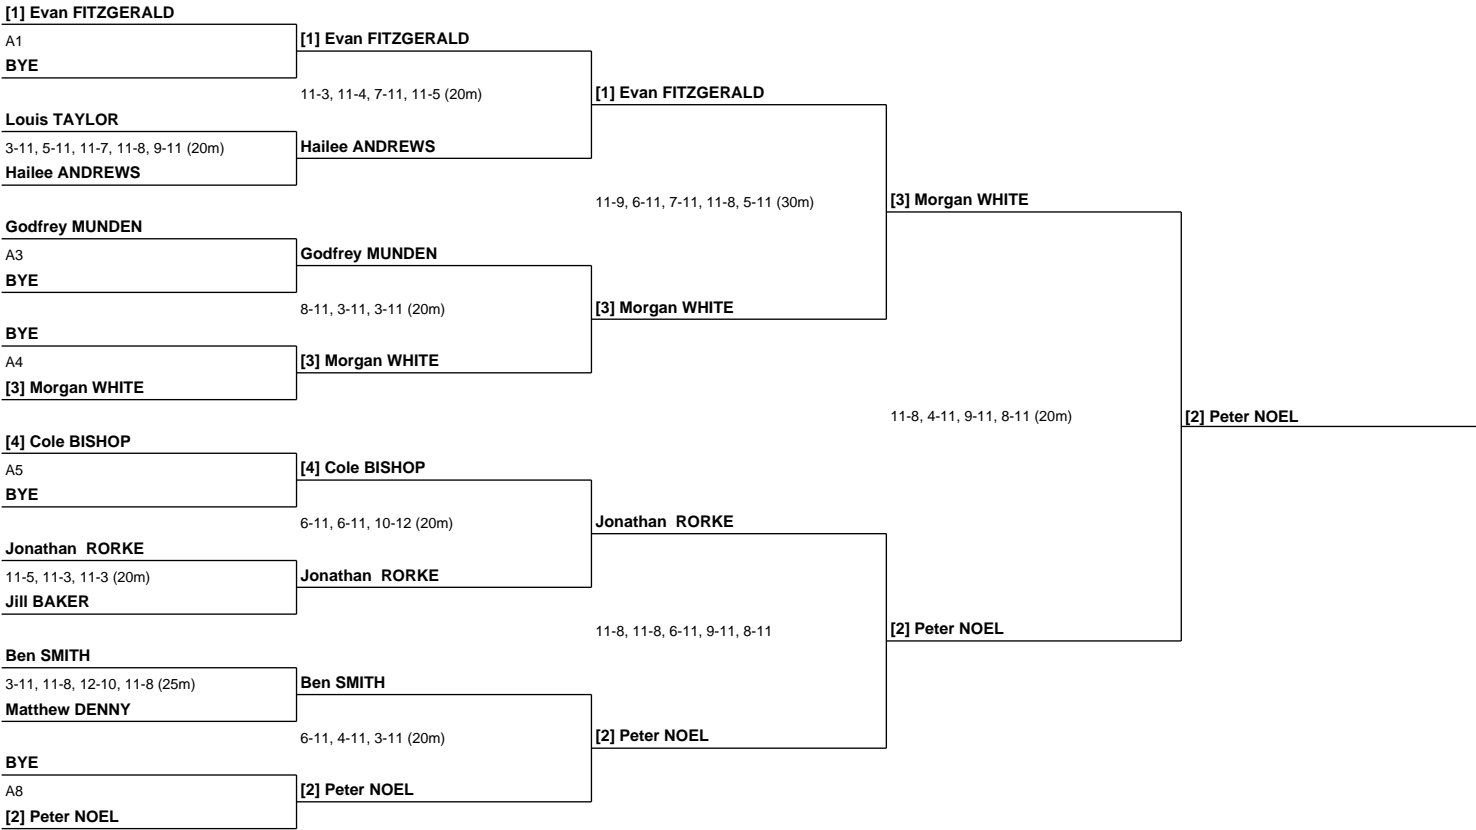 [1] Evan FITZGERALD
A1
BYE
Louis TAYLOR
3-11, 5-11, 11-7, 11-8, 9-11 (20m)
Hailee ANDREWS
Godfrey MUNDEN
A3
BYE
BYE
A4
[3] Morgan WHITE
[4] Cole BISHOP
A5
BYE
Jonathan  RORKE
11-5, 11-3, 11-3 (20m)
Jill BAKER
Ben SMITH
3-11, 11-8, 12-10, 11-8 (25m)
Matthew DENNY
BYE
A8
[2] Peter NOEL
[1] Evan FITZGERALD
11-3, 11-4, 7-11, 11-5 (20m)
Hailee ANDREWS
Godfrey MUNDEN
8-11, 3-11, 3-11 (20m)
[3] Morgan WHITE
[4] Cole BISHOP
6-11, 6-11, 10-12 (20m)
Jonathan  RORKE
Ben SMITH
6-11, 4-11, 3-11 (20m)
[2] Peter NOEL
[1] Evan FITZGERALD
11-9, 6-11, 7-11, 11-8, 5-11 (30m)
[3] Morgan WHITE
Jonathan  RORKE
11-8, 11-8, 6-11, 9-11, 8-11
[2] Peter NOEL
[3] Morgan WHITE
11-8, 4-11, 9-11, 8-11 (20m)
[2] Peter NOEL
[2] Peter NOEL